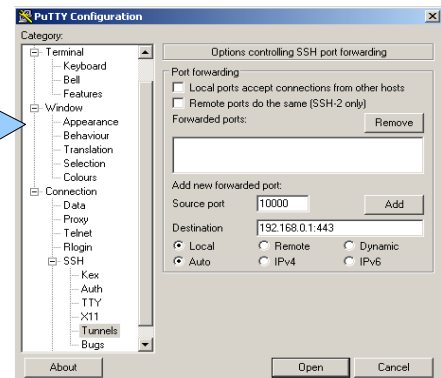 PuTTY Configuration
Category:
Terminal
Keyboard
Bell
Features
Window
Appearance
Behaviour
Translation
Selection
Colours
Connection
Data
Proxy
Telnet
Rlogin
SSH
Kex
Auth
TTY
X11
Tunnels
Bugs
Options controlling SSH port forwarding
Port forwarding
Local ports accept connections from other hosts
Remote ports do the same (SSH-2 only)
Forwarded ports:
Remove
Add new forwarded port:
Source port 10000 Add
Destination 192.168.0.1:443
Local Remote Dynamic
Auto IPv4 IPv6
About Open Cancel